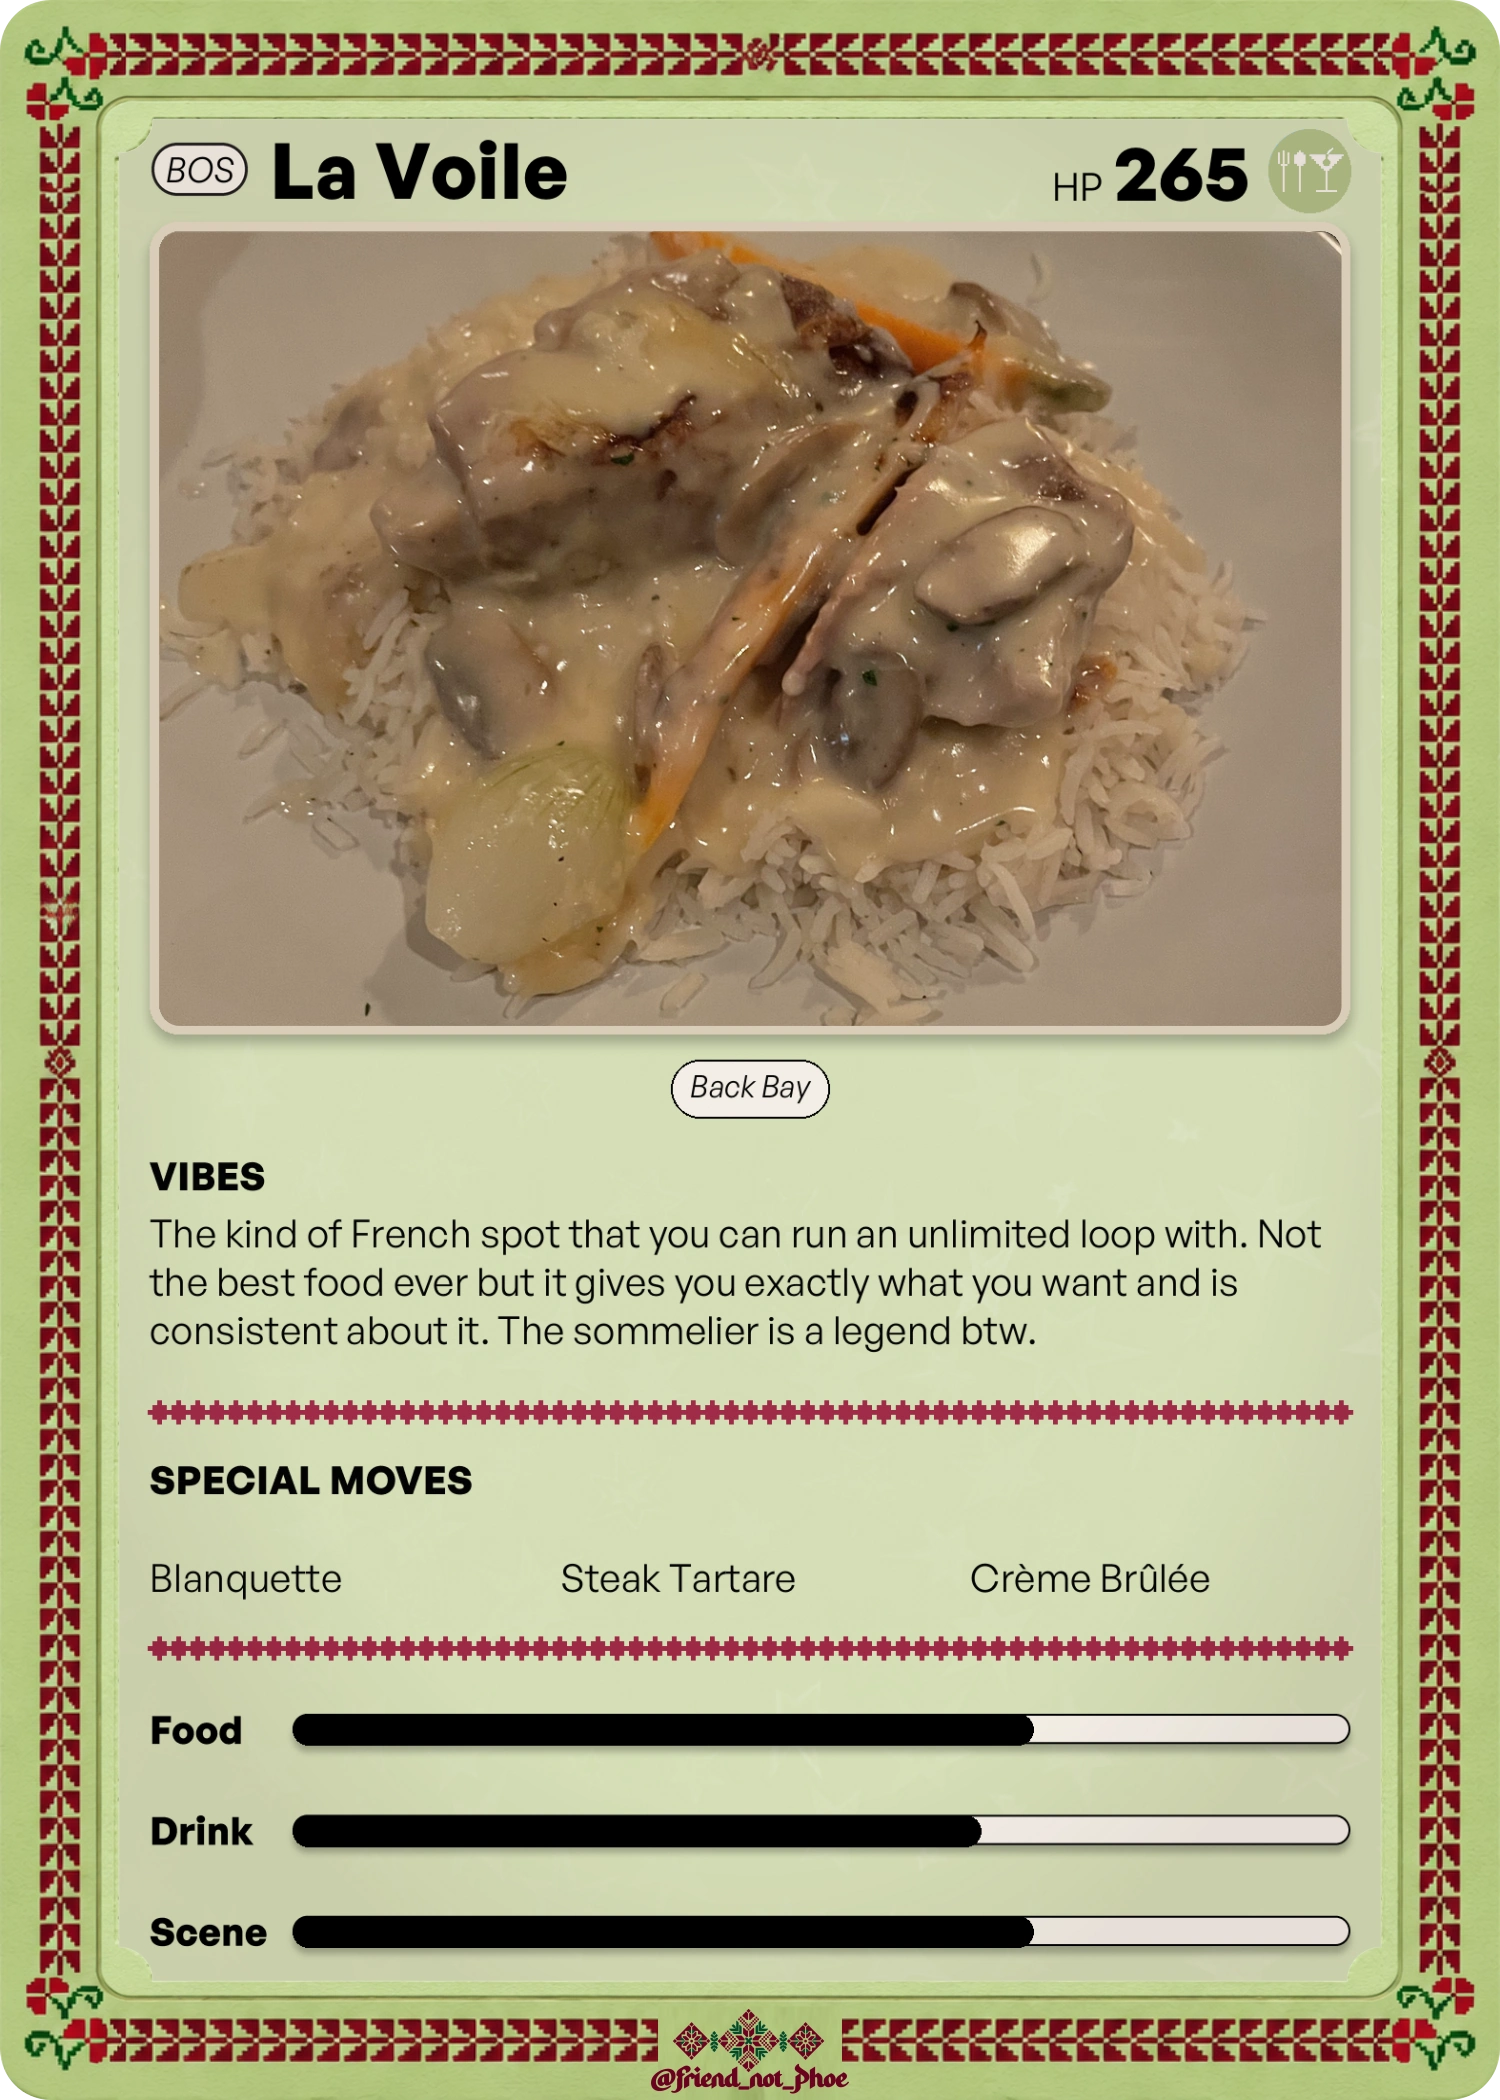 BOS La Voile HP 265
Back Bay
VIBES
The kind of French spot that you can run an unlimited loop with. Not
the best food ever but it gives you exactly what you want and is
consistent about it. The sommelier is a legend btw.
SPECIAL MOVES
Blanquette Steak Tartare Crème Brûlée
Food
Drink
Scene
@friend_not_phoe